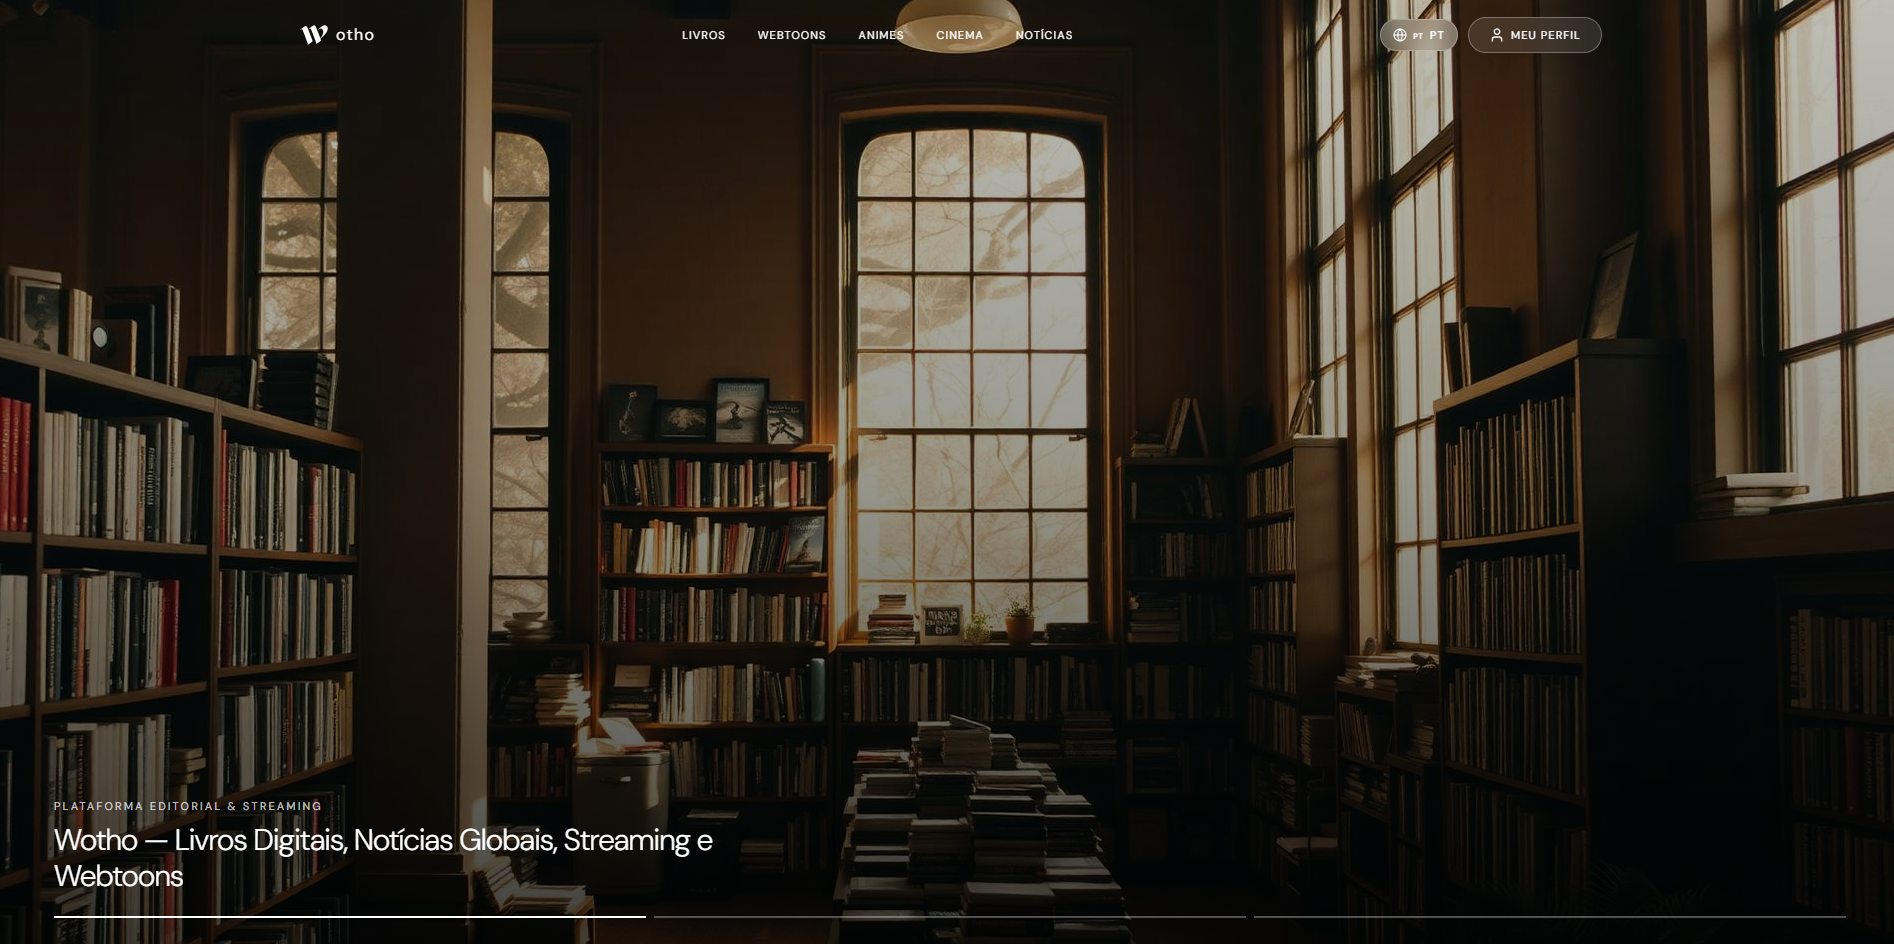 otho
LIVROS
WEBTOONS
ANIMES
CINEMA
NOTÍCIAS
PT PT
MEU PERFIL
PLATAFORMA EDITORIAL & STREAMING
Wotho — Livros Digitais, Notícias Globais, Streaming e
Webtoons